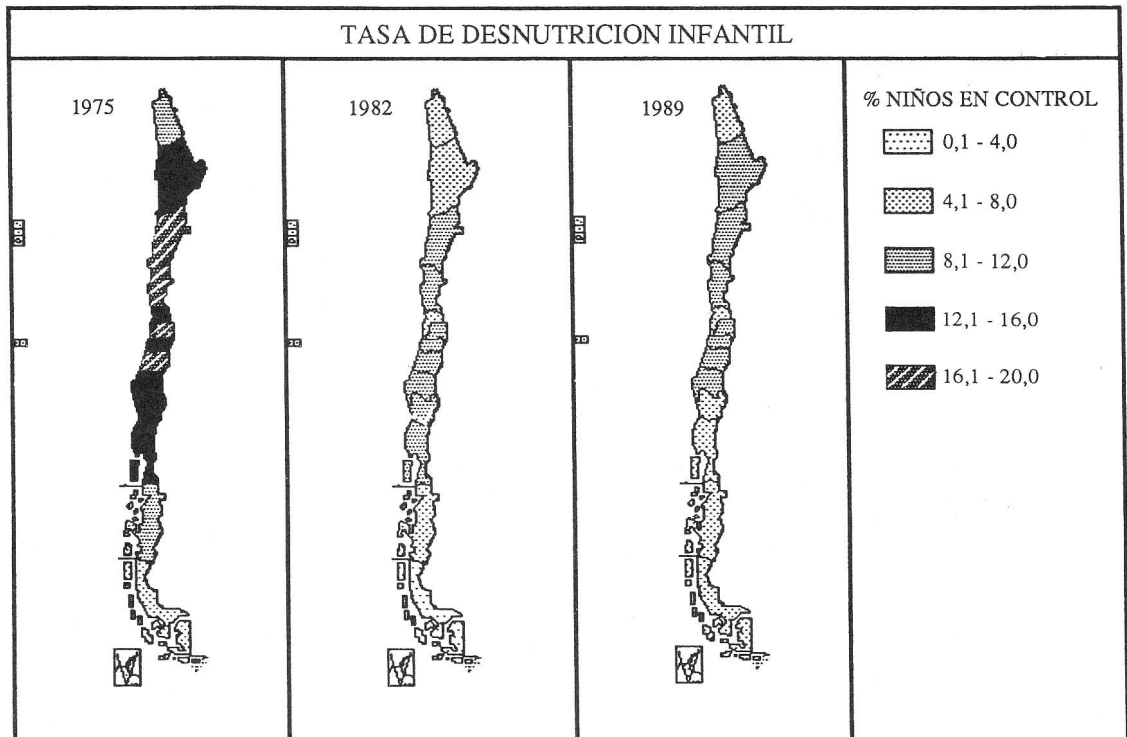 TASA DE DESNUTRICION INFANTIL
1975
1982
1989
% NIÑOS EN CONTROL
0,1 - 4,0
4,1 - 8,0
8,1 - 12,0
12,1 - 16,0
16,1 - 20,0